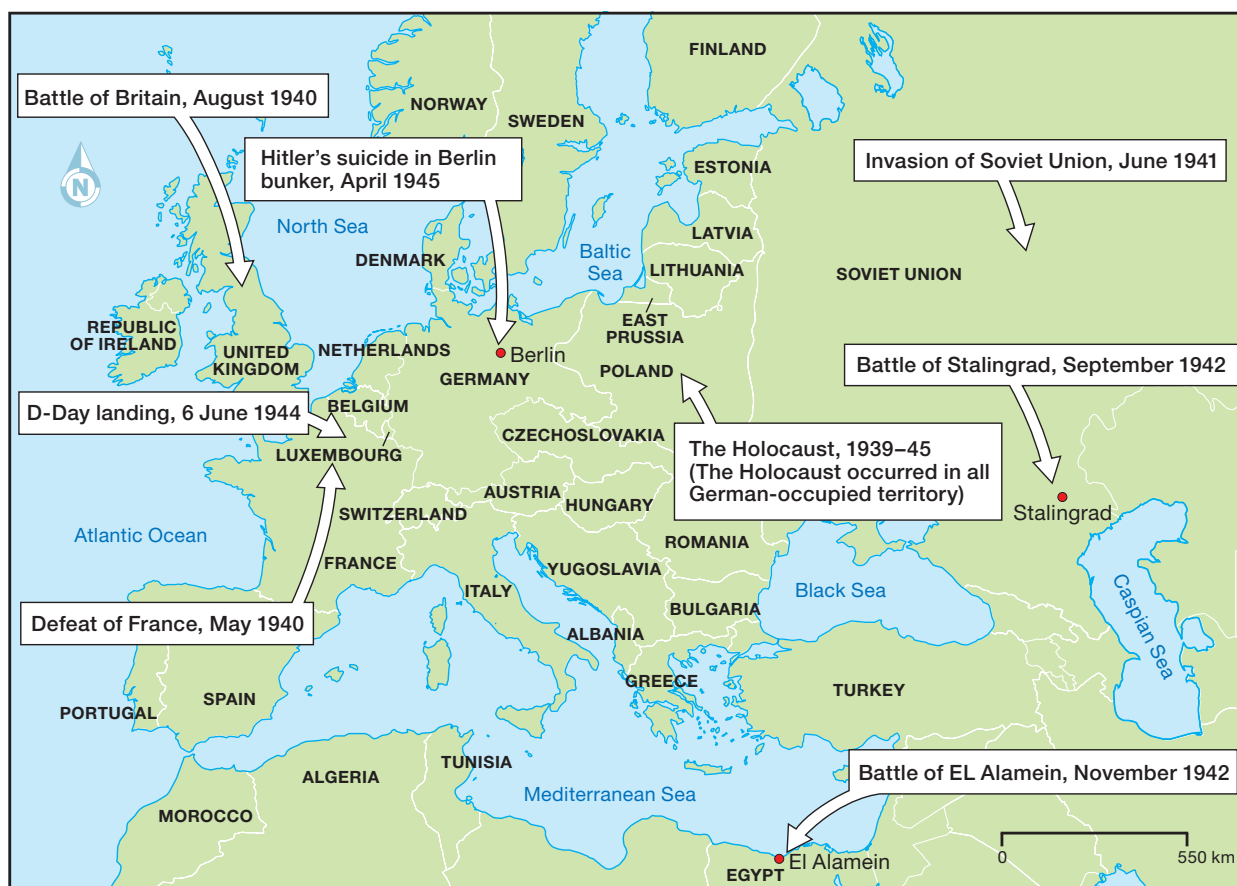 FINLAND
Battle of Britain, August 1940
NORWAY
SWEDEN
Hitler’s suicide in Berlin
bunker, April 1945
Invasion of Soviet Union, June 1941
ESTONIA
N
North Sea
LATVIA
DENMARK
Baltic
Sea
LITHUANIA
SOVIET UNION
EAST
PRUSSIA
REPUBLIC
OF IRELAND
UNITED
KINGDOM
NETHERLANDS
Berlin
GERMANY
POLAND
Battle of Stalingrad, September 1942
D-Day landing, 6 June 1944
BELGIUM
CZECHOSLOVAKIA
The Holocaust, 1939–45
(The Holocaust occurred in all
German-occupied territory)
LUXEMBOURG
AUSTRIA
HUNGARY
Stalingrad
SWITZERLAND
Atlantic Ocean
ROMANIA
FRANCE
YUGOSLAVIA
ITALY
Black Sea
BULGARIA
Caspian Sea
Defeat of France, May 1940
ALBANIA
GREECE
TURKEY
SPAIN
PORTUGAL
TUNISIA
ALGERIA
Battle of EL Alamein, November 1942
Mediterranean Sea
MOROCCO
El Alamein
EGYPT
0
550 km